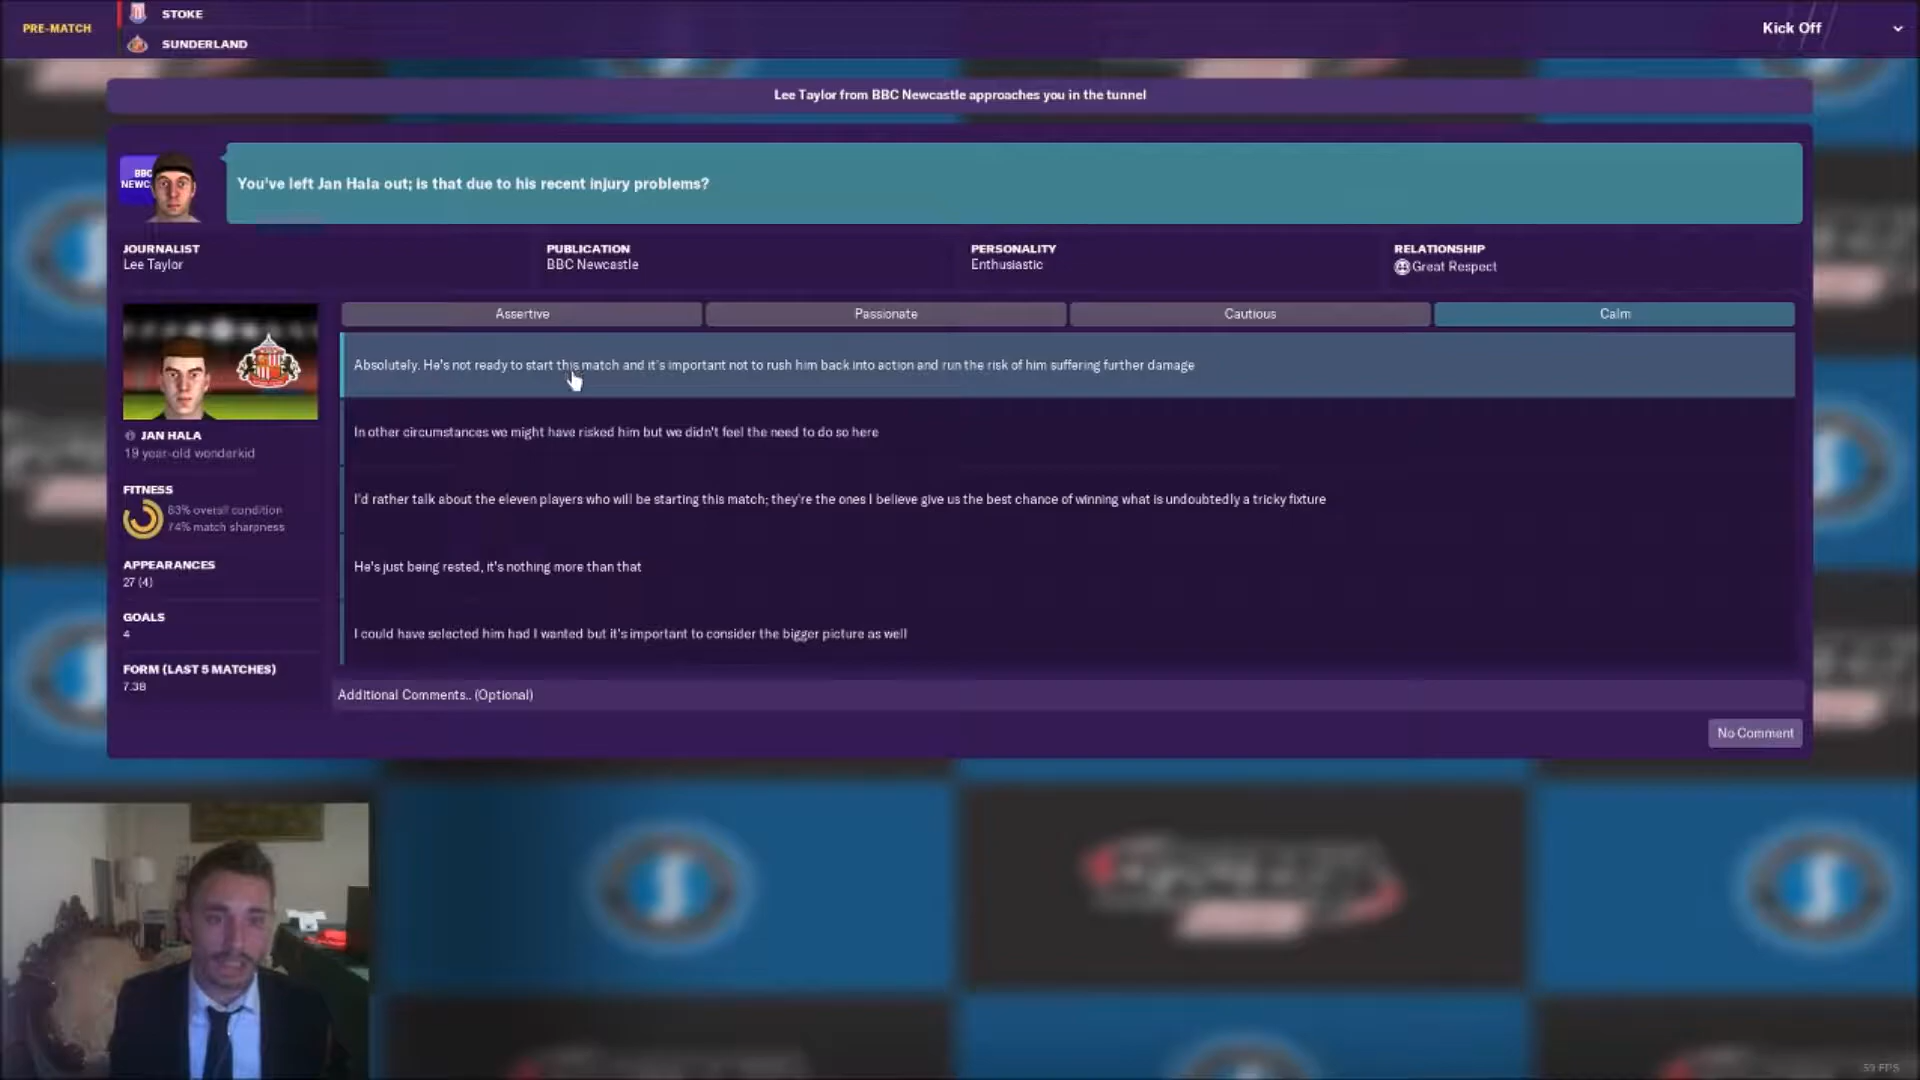 PRE-MATCH
STOKE
SUNDERLAND
Kick Off
Lee Taylor from BBC Newcastle approaches you in the tunnel
BBC
NEWC
You've left Jan Hala out; is that due to his recent injury problems?
JOURNALIST
Lee Taylor
PUBLICATION
BBC Newcastle
PERSONALITY
Enthusiastic
RELATIONSHIP
Great Respect
Assertive
Passionate
Cautious
Calm
Absolutely. He's not ready to start this match and it's important not to rush him back into action and run the risk of him suffering further damage
In other circumstances we might have risked him but we didn't feel the need to do so here
I'd rather talk about the eleven players who will be starting this match; they're the ones I believe give us the best chance of winning what is undoubtedly a tricky fixture
He's just being rested, it's nothing more than that
I could have selected him had I wanted but it's important to consider the bigger picture as well
JAN HALA
19 year-old wonderkid
FITNESS
83% overall condition
74% match sharpness
APPEARANCES
27 (4)
GOALS
4
FORM (LAST 5 MATCHES)
7.38
Additional Comments.. (Optional)
No Comment
59 FPS